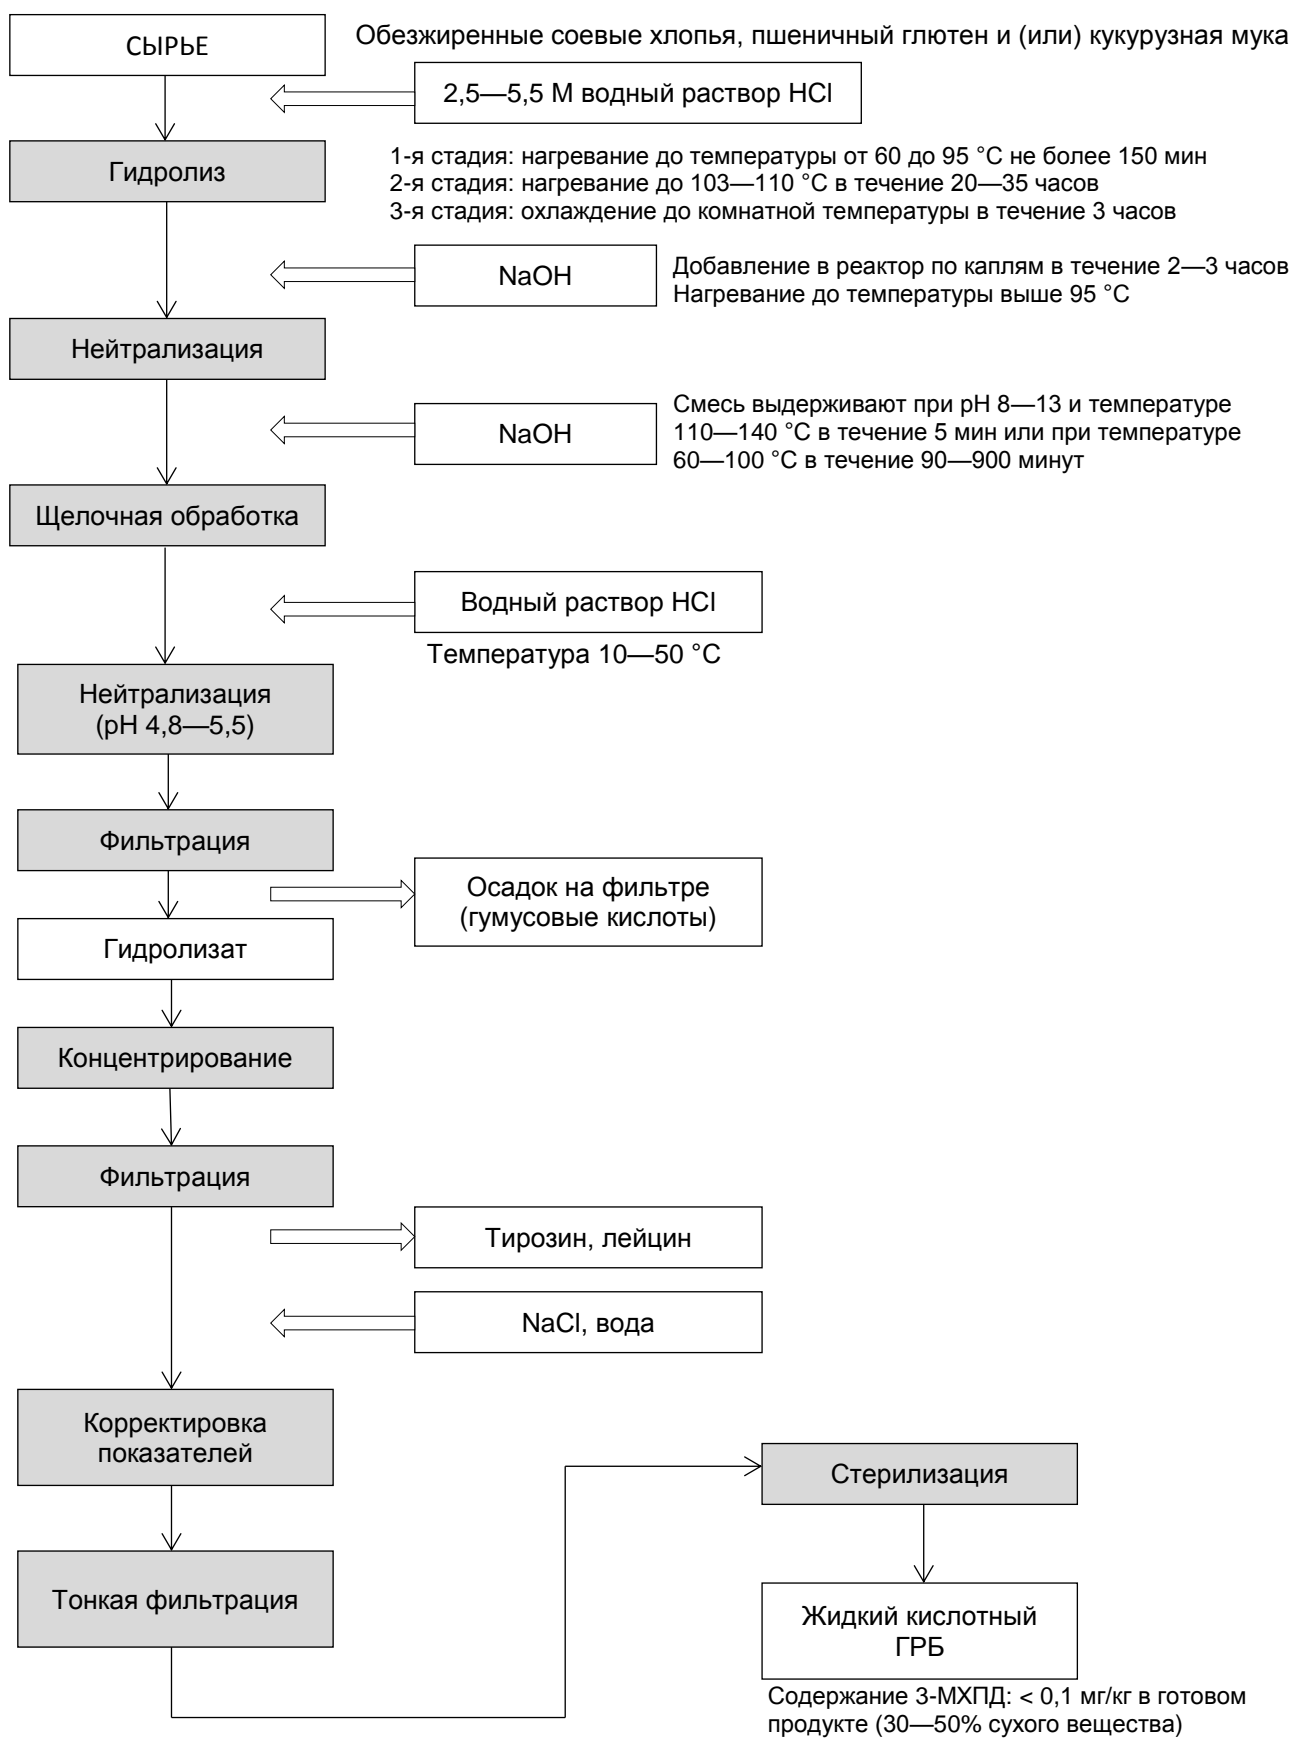 СЫРЬЕ
Обезжиренные соевые хлопья, пшеничный глютен и (или) кукурузная мука
2,5—5,5 М водный раствор HCl
Гидролиз
1-я стадия: нагревание до температуры от 60 до 95 °C не более 150 мин
2-я стадия: нагревание до 103—110 °C в течение 20—35 часов
3-я стадия: охлаждение до комнатной температуры в течение 3 часов
NaOH
Добавление в реактор по каплям в течение 2—3 часов
Нагревание до температуры выше 95 °C
Нейтрализация
NaOH
Смесь выдерживают при pH 8—13 и температуре
110—140 °C в течение 5 мин или при температуре
60—100 °C в течение 90—900 минут
Щелочная обработка
Водный раствор HCl
Температура 10—50 °C
Нейтрализация
(pH 4,8—5,5)
Фильтрация
Осадок на фильтре
(гумусовые кислоты)
Гидролизат
Концентрирование
Фильтрация
Тирозин, лейцин
NaCl, вода
Корректировка
показателей
Стерилизация
Тонкая фильтрация
Жидкий кислотный
ГРБ
Содержание 3-МХПД: < 0,1 мг/кг в готовом
продукте (30—50% сухого вещества)